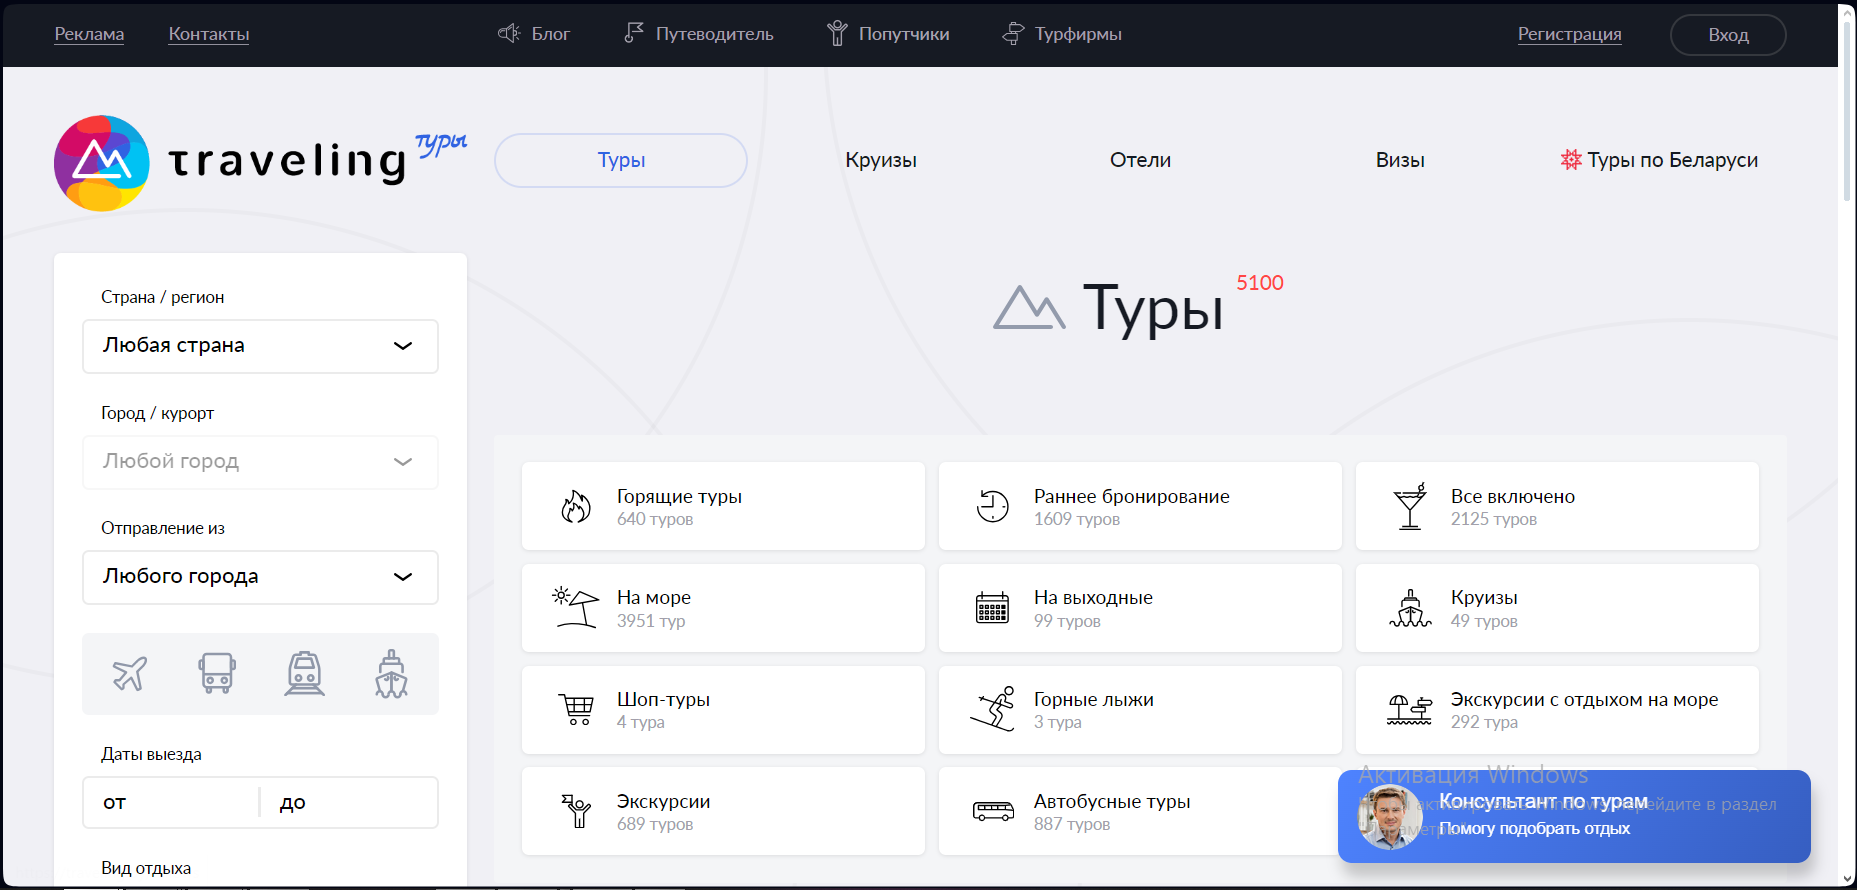 Реклама
Контакты
Блог
Путеводитель
Попутчики
Турфирмы
Регистрация
Вход
traveling туры
Туры
Круизы
Отели
Визы
Туры по Беларуси
Страна / регион
Любая страна
Город / курорт
Любой город
Отправление из
Любого города
Даты выезда
от
до
Вид отдыха
Туры 5100
Горящие туры
640 туров
Раннее бронирование
1609 туров
Все включено
2125 туров
На море
3951 тур
На выходные
99 туров
Круизы
49 туров
Шоп-туры
4 тура
Горные лыжи
3 тура
Экскурсии с отдыхом на море
292 тура
Экскурсии
689 туров
Автобусные туры
887 туров
Активация Windows
Консультант по турам
Помогу подобрать отдых
перейдите в раздел